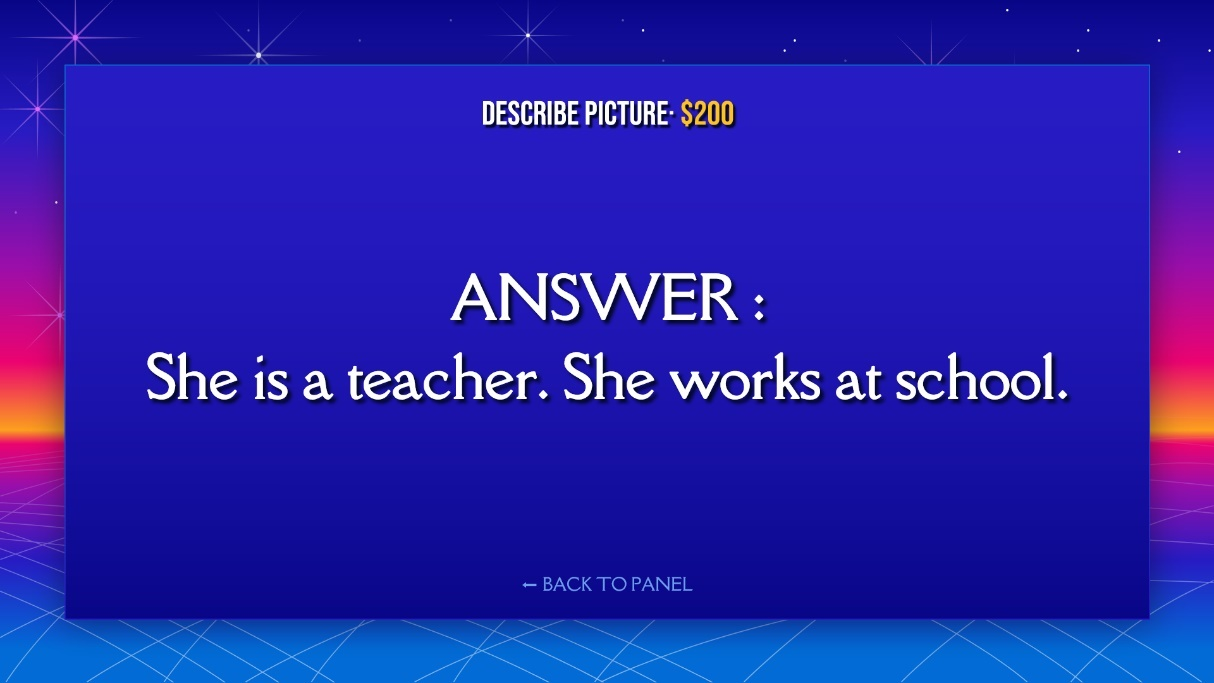 DESCRIBE PICTURE· $200
ANSWER :
She is a teacher. She works at school.
← BACK TO PANEL